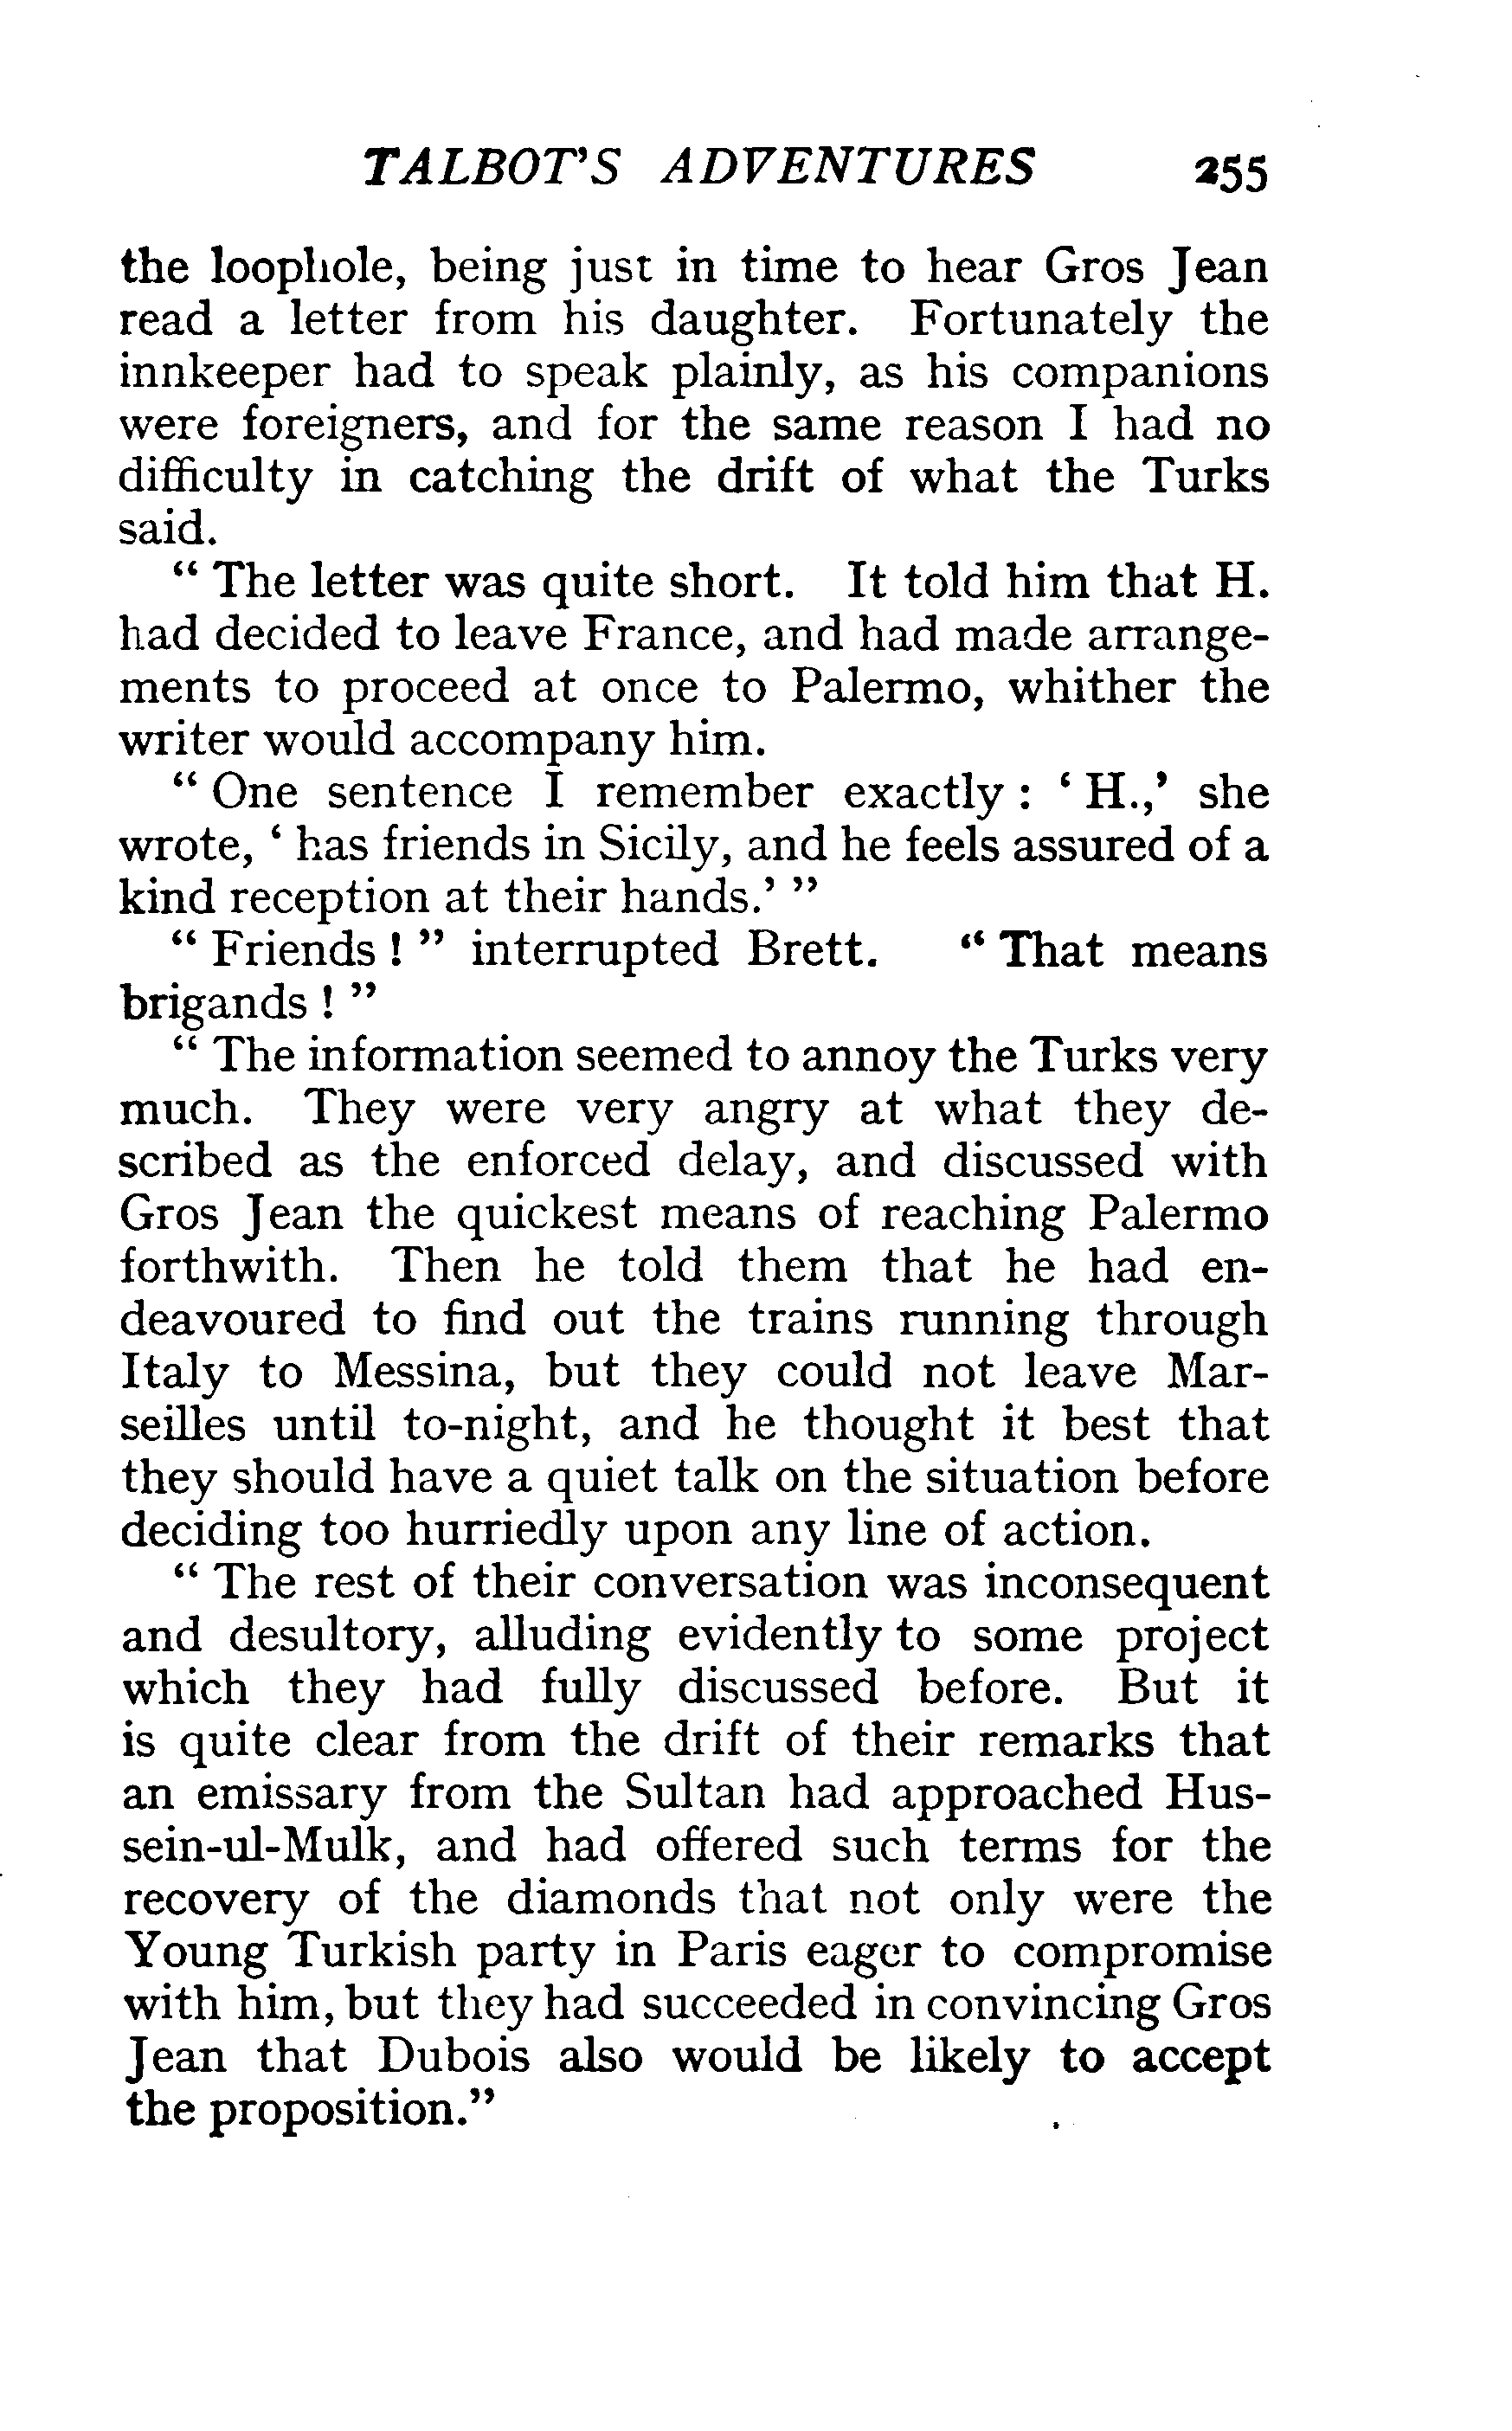 TALBOT'S ADVENTURES 255
the loophole, being just in time to hear Gros Jean
read a letter from his daughter. Fortunately the
innkeeper had to speak plainly, as his companions
were foreigners, and for the same reason I had no
difficulty in catching the drift of what the Turks
said.
" The letter was quite short. It told him that H.
had decided to leave France, and had made arrange-
ments to proceed at once to Palermo, whither the
writer would accompany him.
" One sentence I remember exactly : ' H.,' she
wrote, ' has friends in Sicily, and he feels assured of a
kind reception at their hands.' "
" Friends ! " interrupted Brett. " That means
brigands ! "
" The information seemed to annoy the Turks very
much. They were very angry at what they de-
scribed as the enforced delay, and discussed with
Gros Jean the quickest means of reaching Palermo
forthwith. Then he told them that he had en-
deavoured to find out the trains running through
Italy to Messina, but they could not leave Mar-
seilles until to-night, and he thought it best that
they should have a quiet talk on the situation before
deciding too hurriedly upon any line of action.
" The rest of their conversation was inconsequent
and desultory, alluding evidently to some project
which they had fully discussed before. But it
is quite clear from the drift of their remarks that
an emissary from the Sultan had approached Hus-
sein-ul-Mulk, and had offered such terms for the
recovery of the diamonds that not only were the
Young Turkish party in Paris eager to compromise
with him, but they had succeeded in convincing Gros
Jean that Dubois also would be likely to accept
the proposition."